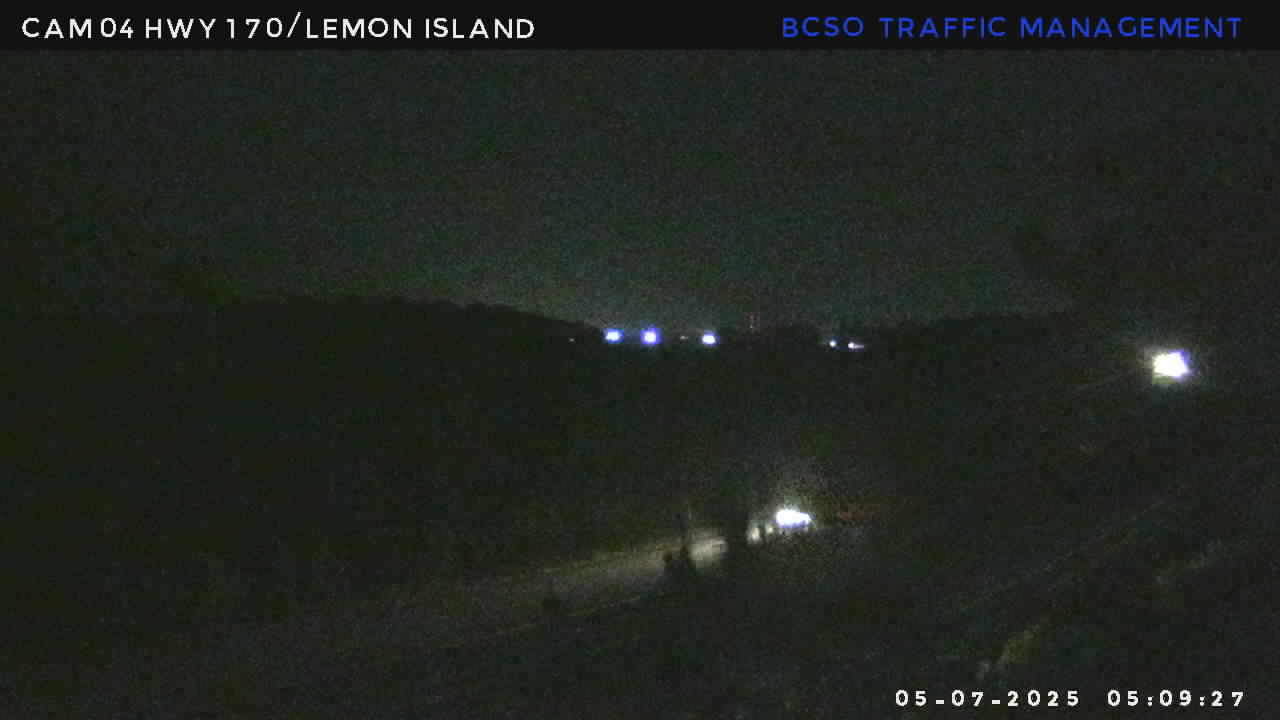 CAM04 HWY 170/LEMON ISLAND
BCSO TRAFFIC MANAGEMENT
05-07-2025 05:09:27